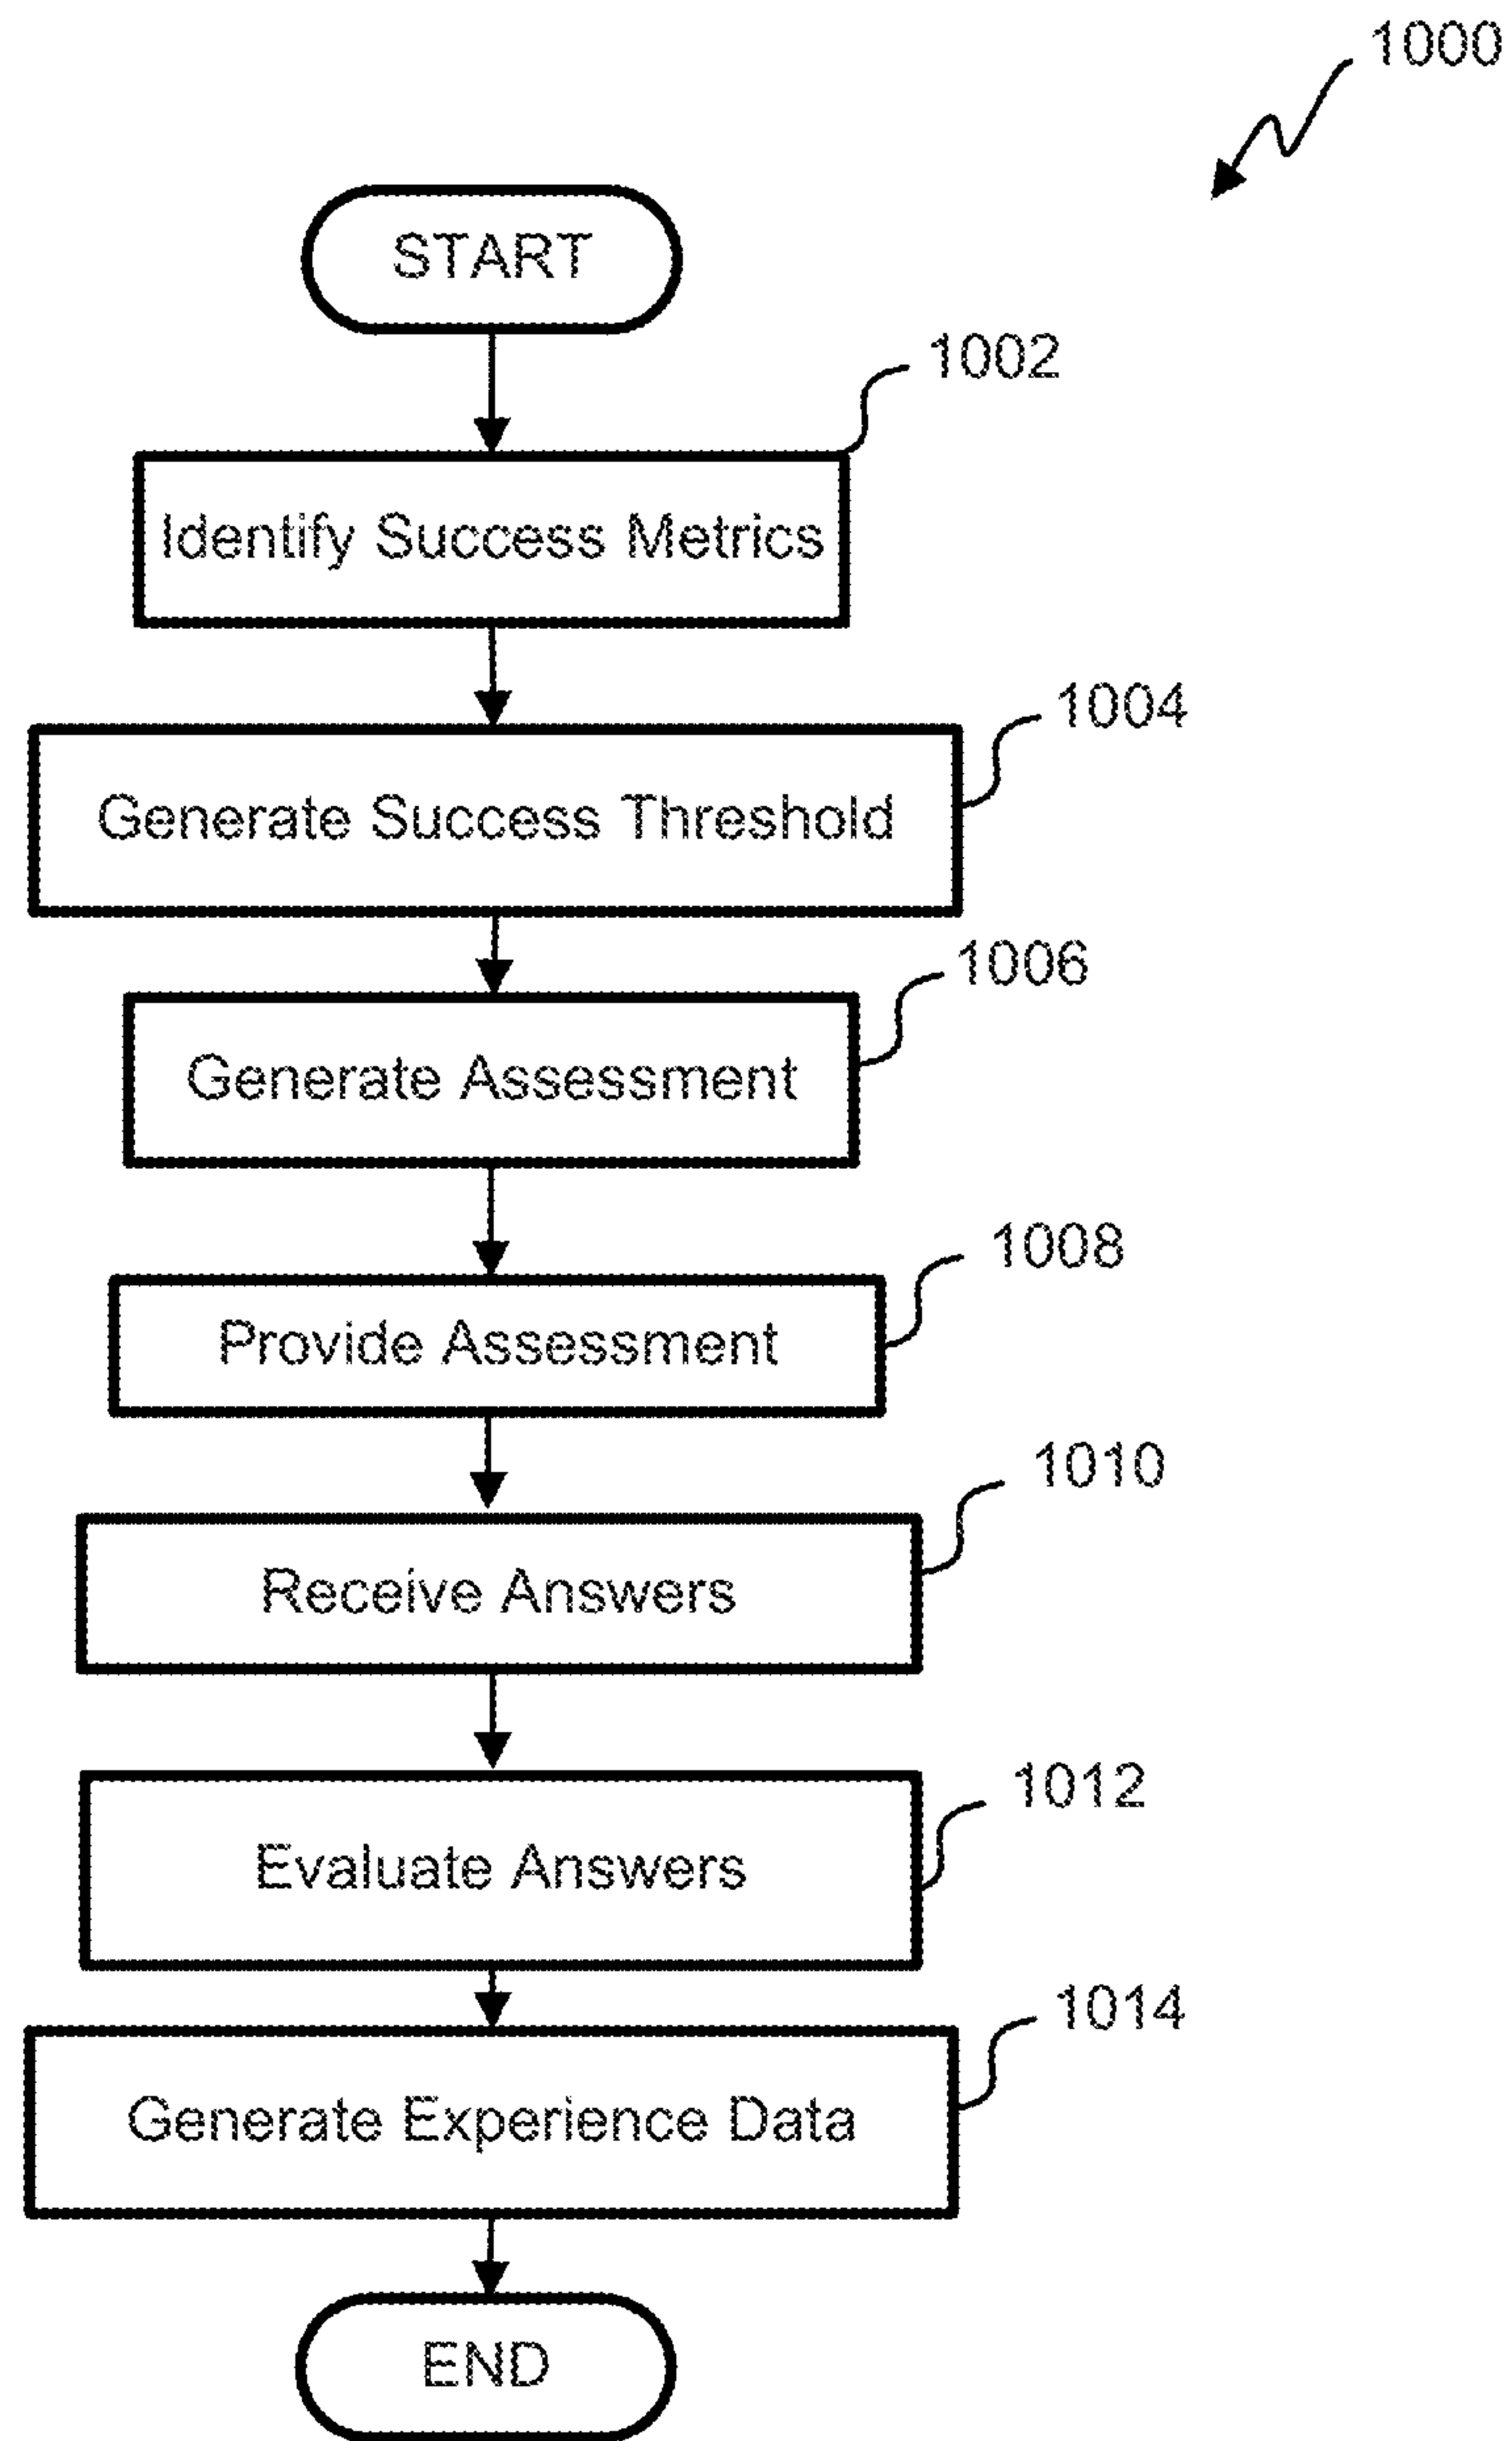 1000
START
1002
Identify Success Metrics
1004
Generate Success Threshold
1006
Generate Assessment
1008
Provide Assessment
1010
Receive Answers
1012
Evaluate Answers
1014
Generate Experience Data
END